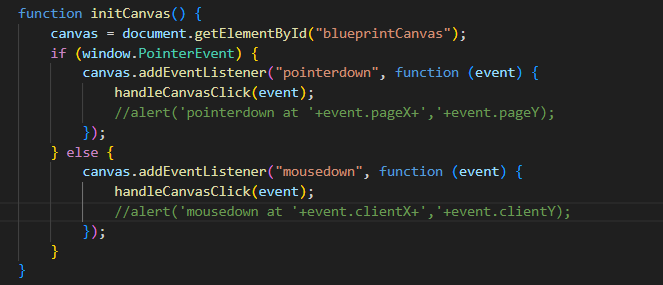 function initCanvas() {
canvas = document.getElementById("blueprintCanvas");
if (window.PointerEvent) {
canvas.addEventListener("pointerdown", function (event) {
handleCanvasClick(event);
//alert('pointerdown at '+event.pageX+','+event.pageY);
});
} else {
canvas.addEventListener("mousedown", function (event) {
handleCanvasClick(event);
//alert('mousedown at '+event.clientX+','+event.clientY);
});
}
}